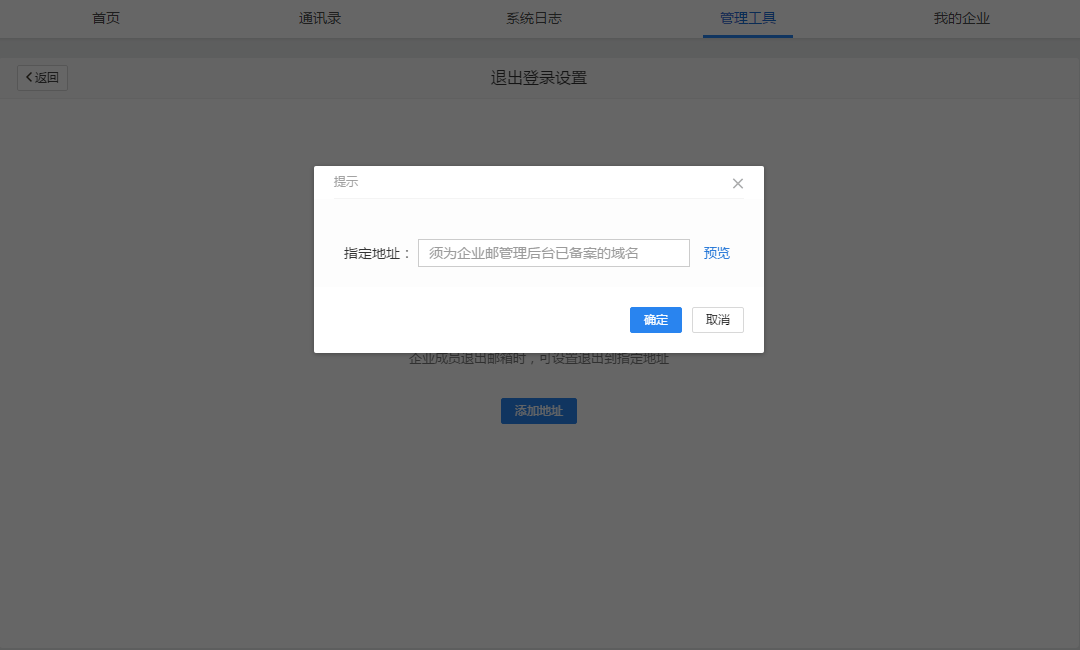 首页 通讯录 系统日志 管理工具 我的企业
返回 退出登录设置
提示
指定地址： 须为企业邮管理后台已备案的域名 预览
确定 取消
企业成员退出邮箱时，可设置退出到指定地址
添加地址